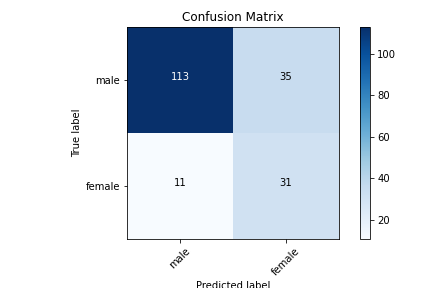 Confusion Matrix
True label
male
113
35
female
11
31
male
female
Predicted label
100
80
60
40
20